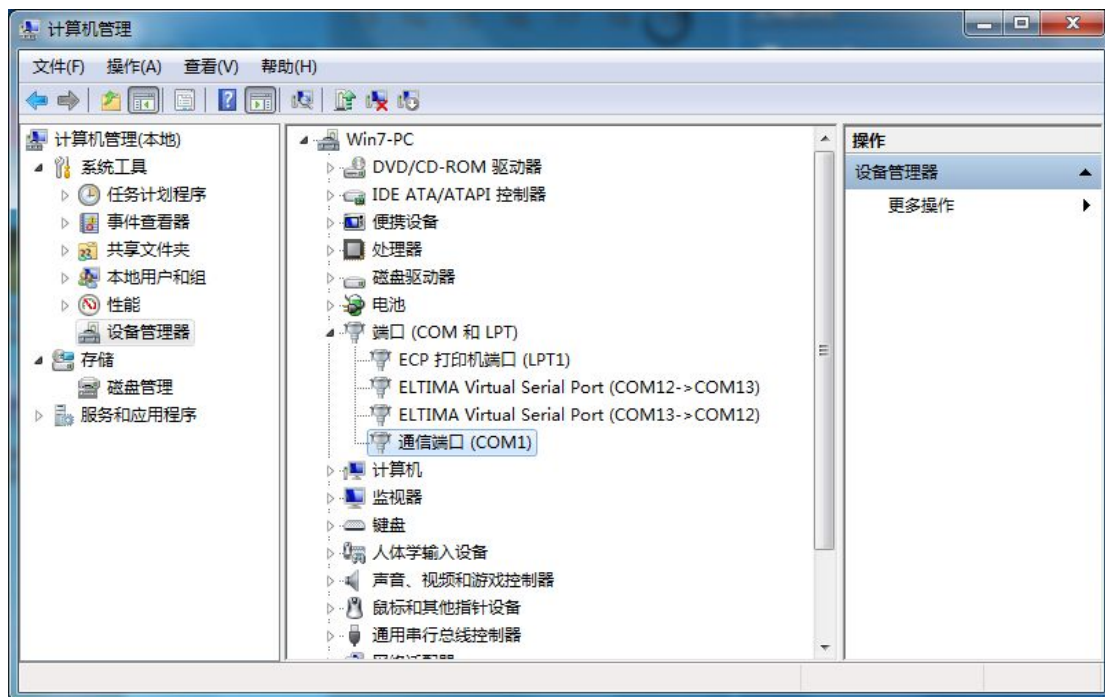 计算机管理
文件(F) 操作(A) 查看(V) 帮助(H)
计算机管理(本地)
系统工具
任务计划程序
事件查看器
共享文件夹
本地用户和组
性能
设备管理器
存储
磁盘管理
服务和应用程序
Win7-PC
DVD/CD-ROM 驱动器
IDE ATA/ATAPI 控制器
便携设备
处理器
磁盘驱动器
电池
端口 (COM 和 LPT)
ECP 打印机端口 (LPT1)
ELTIMA Virtual Serial Port (COM12->COM13)
ELTIMA Virtual Serial Port (COM13->COM12)
通信端口 (COM1)
计算机
监视器
键盘
人体学输入设备
声音、视频和游戏控制器
鼠标和其他指针设备
通用串行总线控制器
操作
设备管理器
更多操作